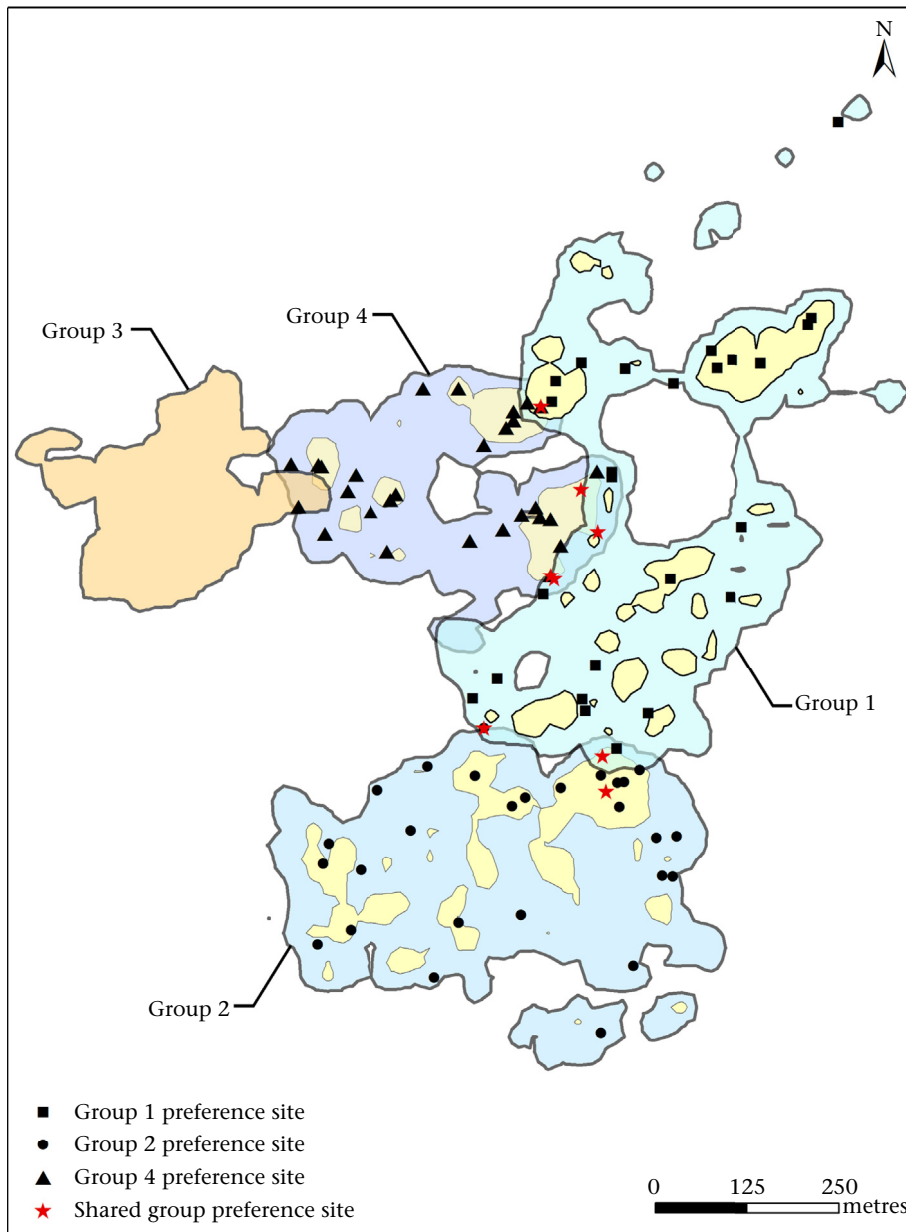 N
Group 4
Group 3
Group 1
Group 2
Group 1 preference site
Group 2 preference site
Group 4 preference site
Shared group preference site
0 125 250
metres